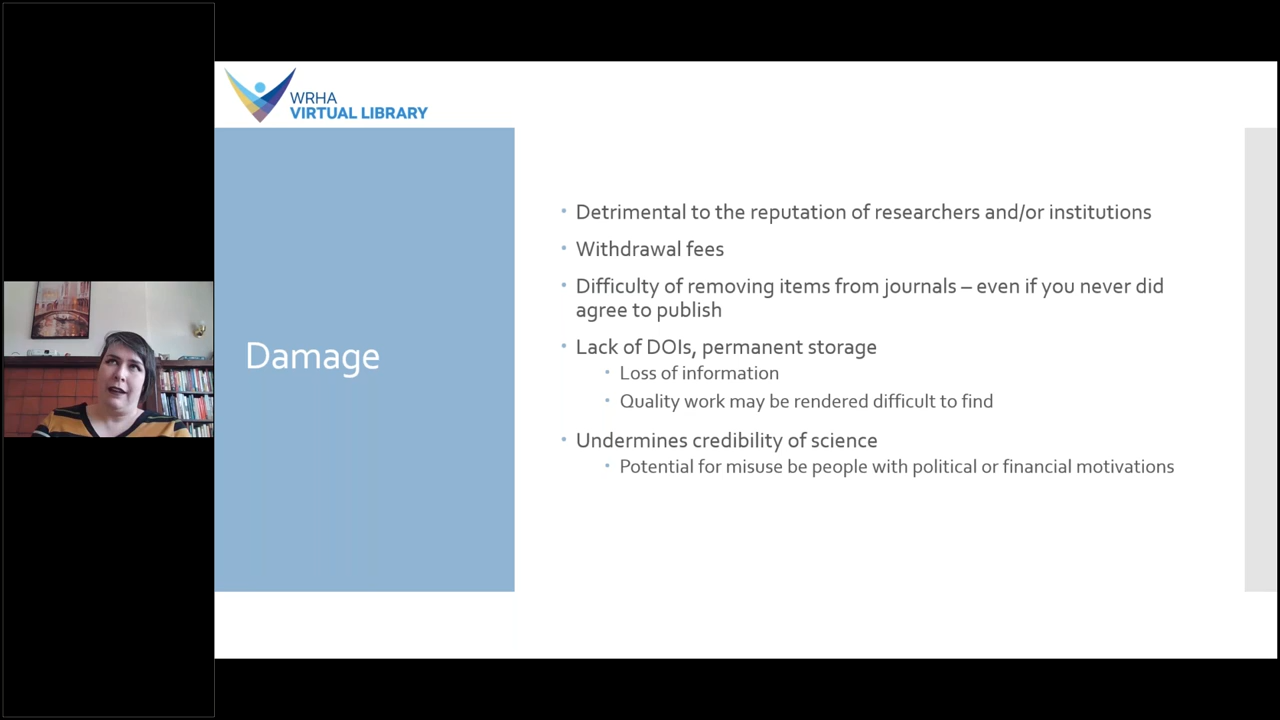 WRHA
VIRTUAL LIBRARY
Damage
• Detrimental to the reputation of researchers and/or institutions
• Withdrawal fees
• Difficulty of removing items from journals – even if you never did
agree to publish
• Lack of DOIs, permanent storage
• Loss of information
• Quality work may be rendered difficult to find
• Undermines credibility of science
• Potential for misuse be people with political or financial motivations